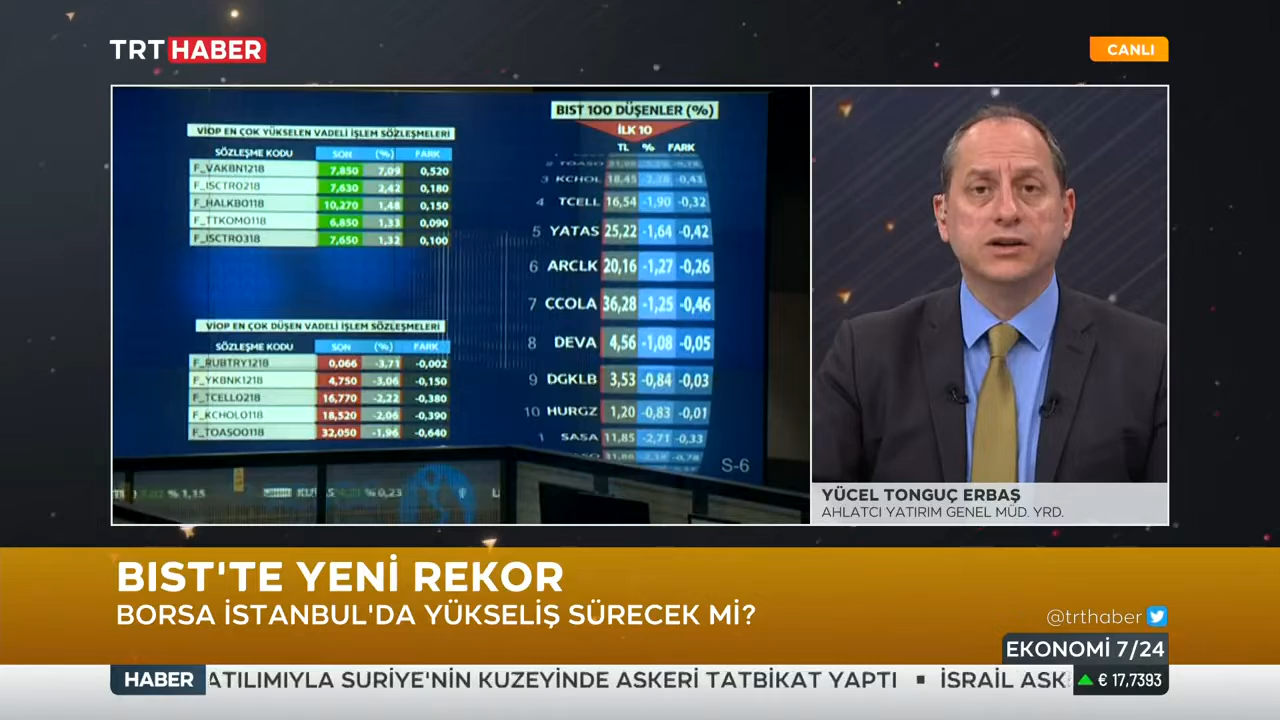 TRT HABER
CANLI
VİOP EN ÇOK YÜKSELEN VADELİ İŞLEM SÖZLEŞMELERİ
SÖZLEŞME KODU SON (%) FARK
F_VAKBN1218 7,850 7,09 0,520
F_ISCTR0218 7,630 2,42 0,180
F_HALKB0118 10,270 1,48 0,150
F_TTKOM0118 6,850 1,33 0,090
F_ISCTR0318 7,650 1,32 0,100
VİOP EN ÇOK DÜŞEN VADELİ İŞLEM SÖZLEŞMELERİ
SÖZLEŞME KODU SON (%) FARK
F_RUBTRY1218 0,066 -3,71 -0,002
F_YKBNK1218 4,750 -3,06 -0,150
F_TCELL0218 16,770 -2,22 -0,380
F_KCHOL0118 18,520 -2,06 -0,390
F_TOASO0118 32,050 -1,96 -0,640
BIST 100 DÜŞENLER (%)
İLK 10
TL % FARK
2 TOASO
3 KCHOL 18,45 -2,28 -0,43
4 TCELL 16,54 -1,90 -0,32
5 YATAS 25,22 -1,64 -0,42
6 ARCLK 20,16 -1,27 -0,26
7 CCOLA 36,28 -1,25 -0,46
8 DEVA 4,56 -1,08 -0,05
9 DGKLB 3,53 -0,84 -0,03
10 HURGZ 1,20 -0,83 -0,01
1 SASA 11,85 -2,71 -0,33
S-6
% 1,15
% 0,23
YÜCEL TONGUÇ ERBAŞ
AHLATCI YATIRIM GENEL MÜD. YRD.
BIST'TE YENİ REKOR
BORSA İSTANBUL'DA YÜKSELİŞ SÜRECEK Mİ?
@trthaber
EKONOMİ 7/24
HABER ATILIMIYLA SURİYE'NİN KUZEYİNDE ASKERİ TATBİKAT YAPTI ▪ İSRAİL ASK
€ 17,7393